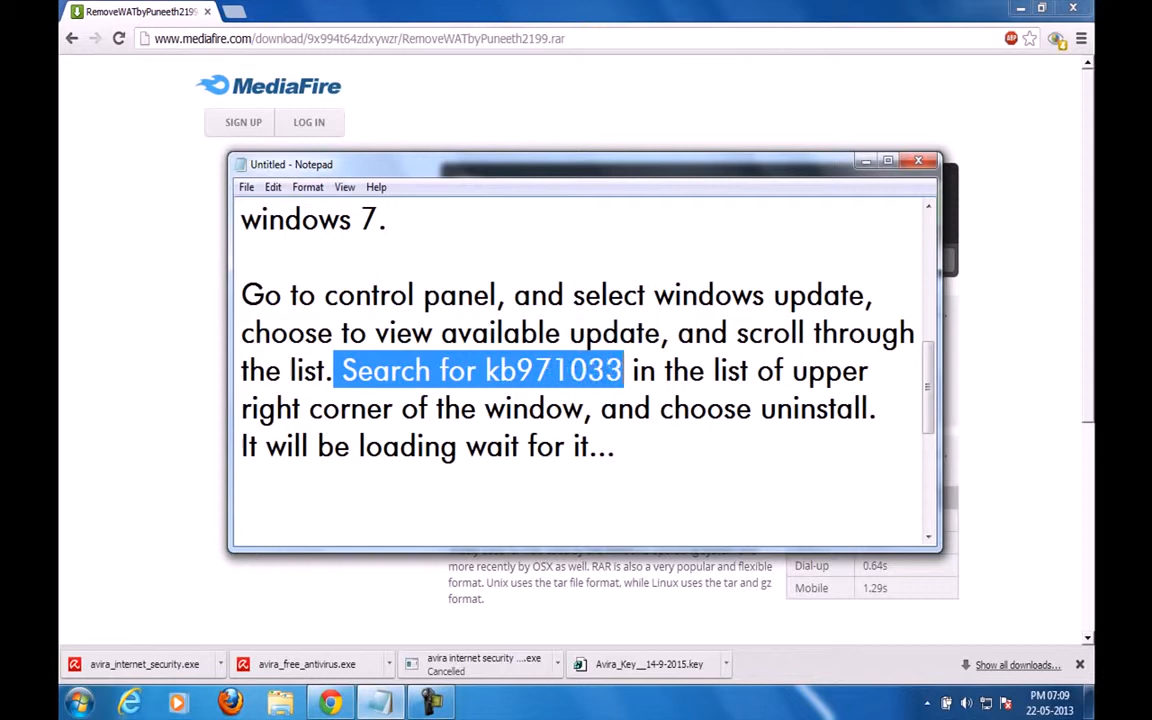 RemoveWATbyPuneeth2199
www.mediafire.com/download/9x994t64zdxywzr/RemoveWATbyPuneeth2199.rar
MediaFire
SIGN UP
LOG IN
Untitled - Notepad
File Edit Format View Help
windows 7.
Go to control panel, and select windows update,
choose to view available update, and scroll through
the list. Search for kb971033 in the list of upper
right corner of the window, and choose uninstall.
It will be loading wait for it...
more recently by OSX as well. RAR is also a very popular and flexible
format. Unix uses the tar file format, while Linux uses the tar and gz
format.
Dial-up 0.64s
Mobile 1.29s
avira_internet_security.exe
avira_free_antivirus.exe
avira internet security ....exe
Cancelled
Avira_Key__14-9-2015.key
Show all downloads...
PM 07:09
22-05-2013